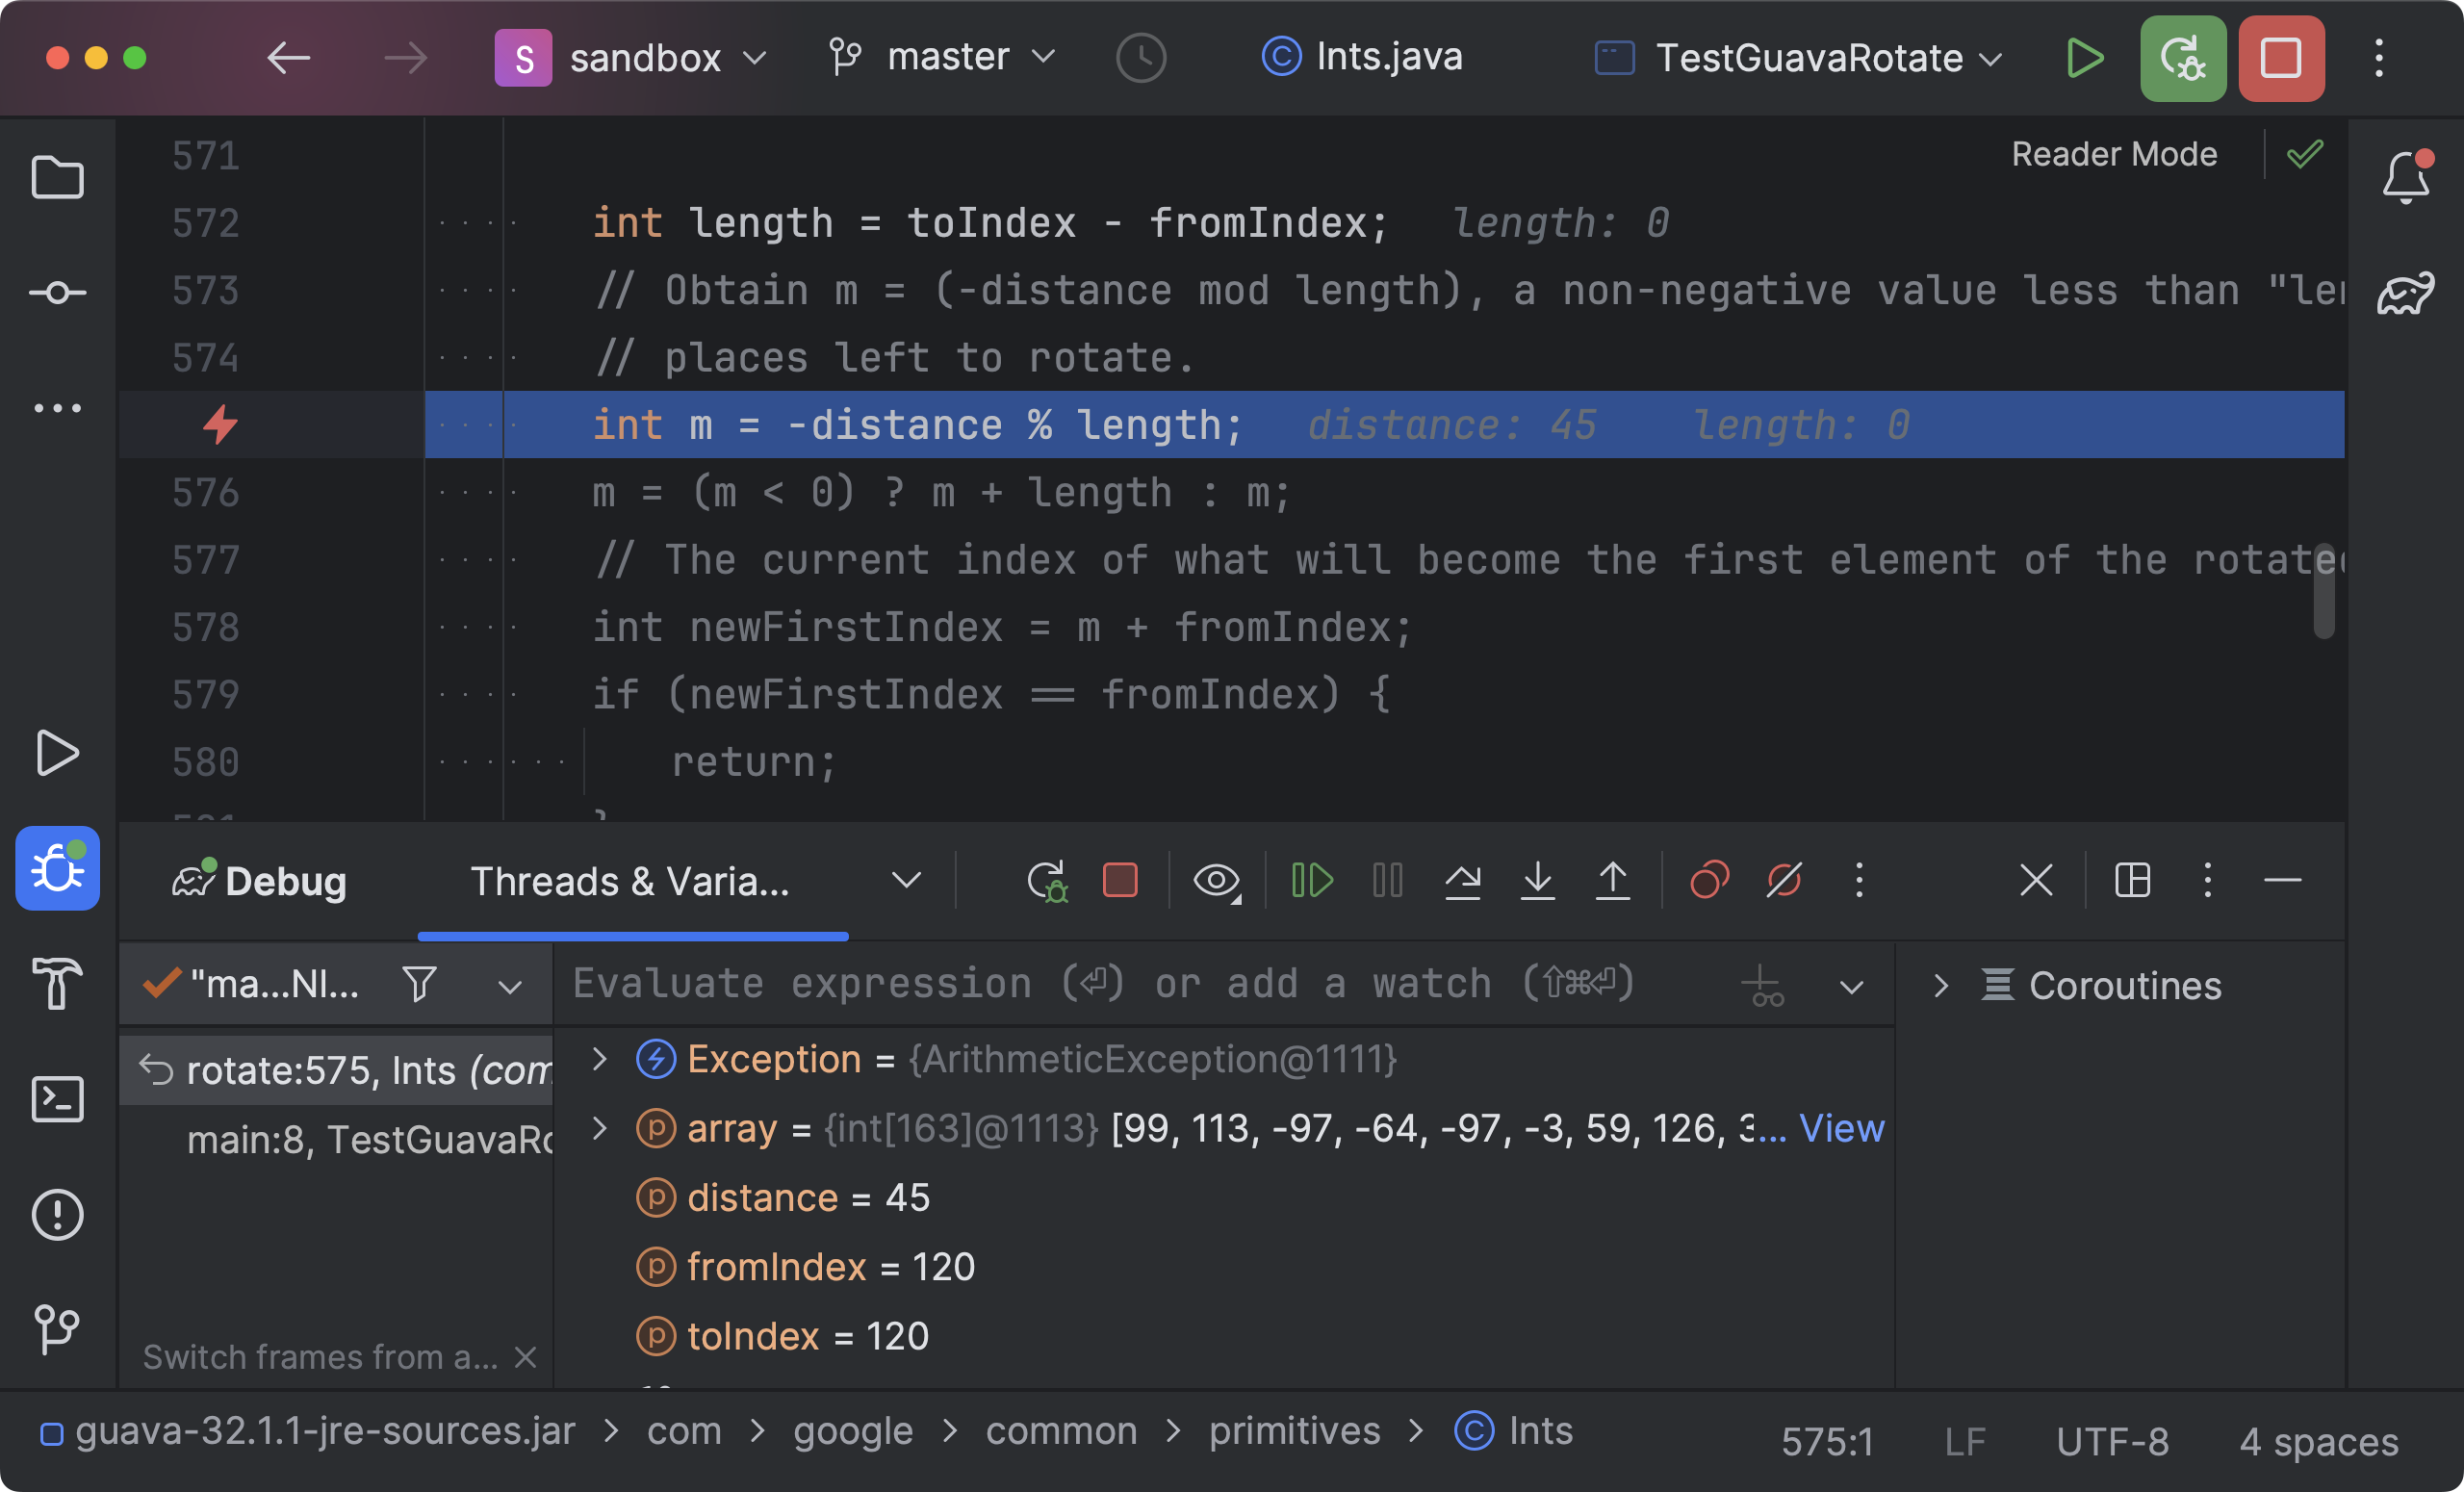 S sandbox master Ints.java TestGuavaRotate
571 Reader Mode
572 int length = toIndex - fromIndex; length: 0
573 // Obtain m = (-distance mod length), a non-negative value less than "le
574 // places left to rotate.
int m = -distance % length; distance: 45 length: 0
576 m = (m < 0) ? m + length : m;
577 // The current index of what will become the first element of the rotate
578 int newFirstIndex = m + fromIndex;
579 if (newFirstIndex == fromIndex) {
580 return;
Debug Threads & Varia...
"ma...NI... Evaluate expression (⏎) or add a watch (⇧⌘⏎) Coroutines
rotate:575, Ints (com
main:8, TestGuavaRo
Exception = {ArithmeticException@1111}
array = {int[163]@1113} [99, 113, -97, -64, -97, -3, 59, 126, 3... View
distance = 45
fromIndex = 120
toIndex = 120
Switch frames from a...
guava-32.1.1-jre-sources.jar > com > google > common > primitives > Ints 575:1 LF UTF-8 4 spaces